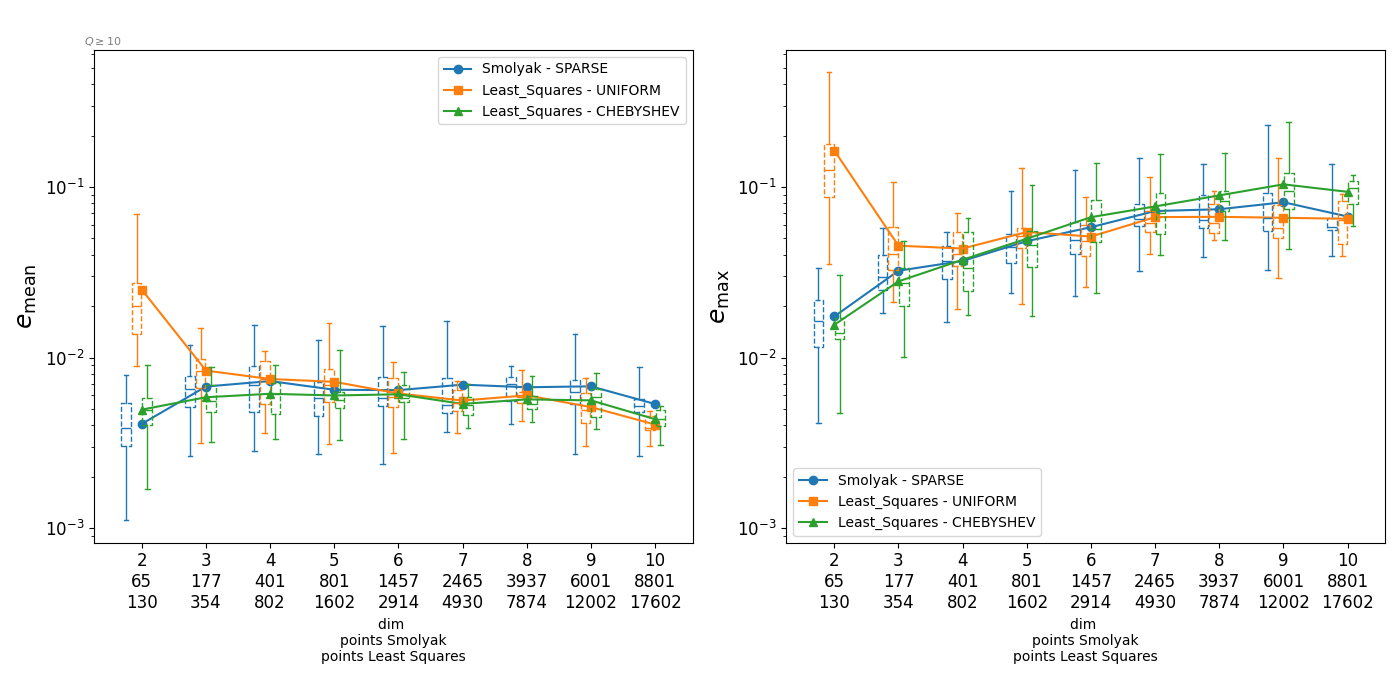 Q ≥ 10
Smolyak - SPARSE
Least_Squares - UNIFORM
Least_Squares - CHEBYSHEV
e_mean
10⁻¹
10⁻²
10⁻³
2 3 4 5 6 7 8 9 10
65 177 401 801 1457 2465 3937 6001 8801
130 354 802 1602 2914 4930 7874 12002 17602
dim
points Smolyak
points Least Squares
e_max
10⁻¹
10⁻²
10⁻³
Smolyak - SPARSE
Least_Squares - UNIFORM
Least_Squares - CHEBYSHEV
2 3 4 5 6 7 8 9 10
65 177 401 801 1457 2465 3937 6001 8801
130 354 802 1602 2914 4930 7874 12002 17602
dim
points Smolyak
points Least Squares